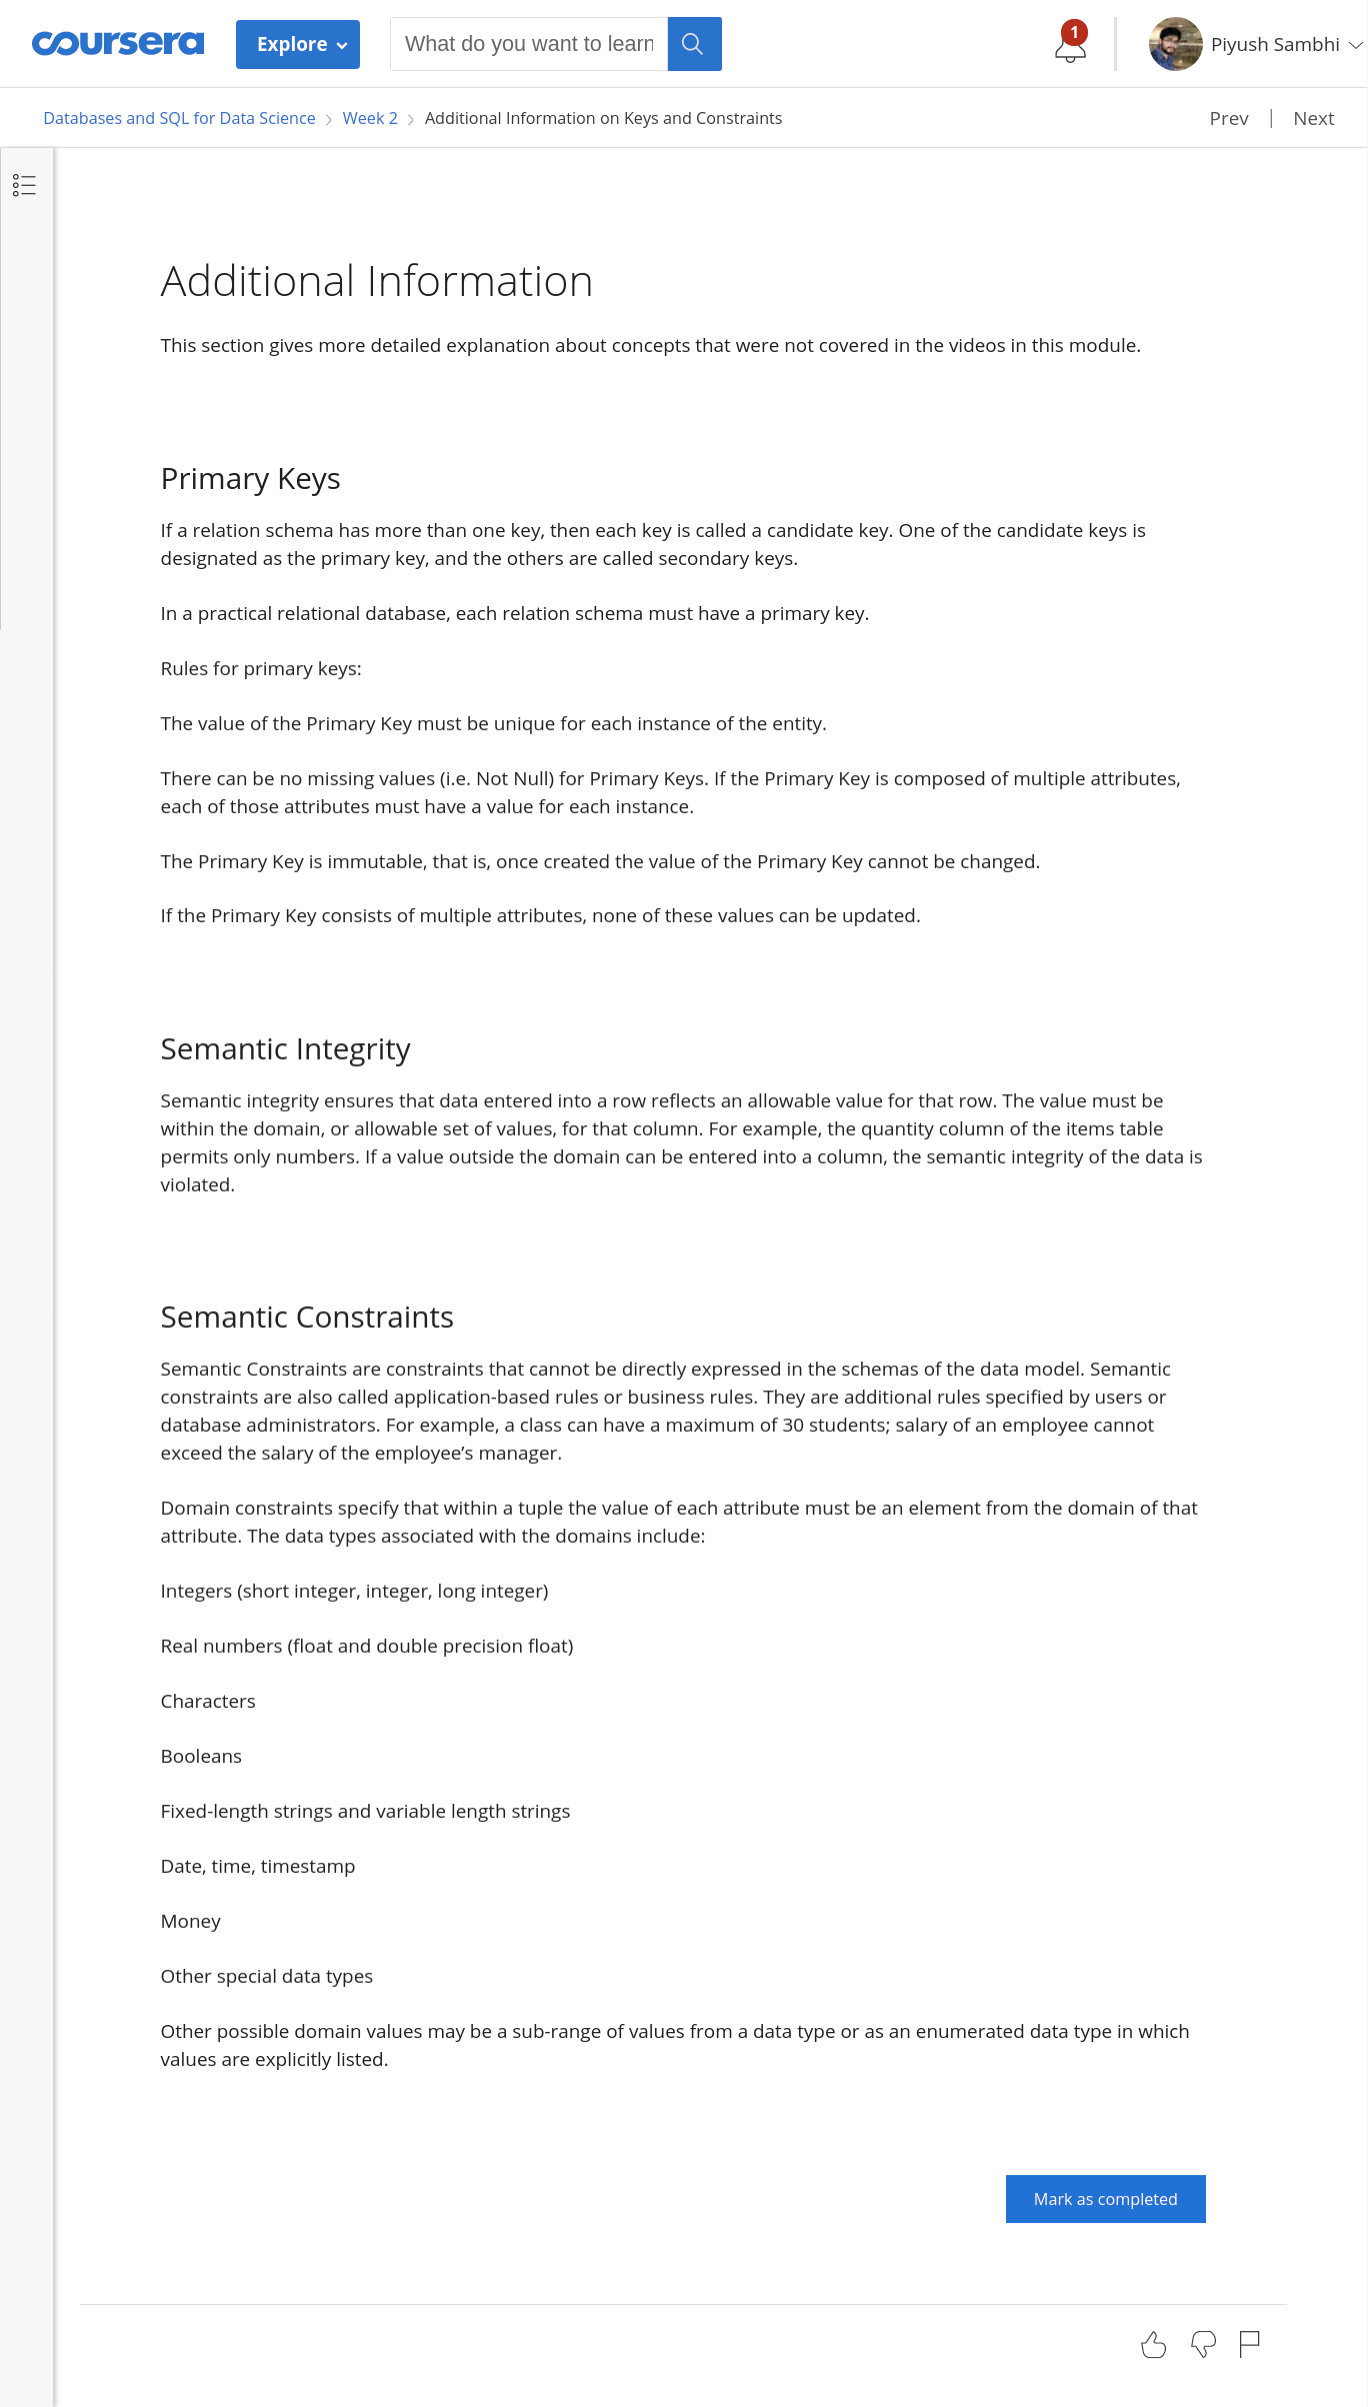 coursera
Explore
What do you want to learn
1
Piyush Sambhi
Databases and SQL for Data Science
Week 2
Additional Information on Keys and Constraints
Prev
Next
Additional Information
This section gives more detailed explanation about concepts that were not covered in the videos in this module.
Primary Keys
If a relation schema has more than one key, then each key is called a candidate key. One of the candidate keys is
designated as the primary key, and the others are called secondary keys.
In a practical relational database, each relation schema must have a primary key.
Rules for primary keys:
The value of the Primary Key must be unique for each instance of the entity.
There can be no missing values (i.e. Not Null) for Primary Keys. If the Primary Key is composed of multiple attributes,
each of those attributes must have a value for each instance.
The Primary Key is immutable, that is, once created the value of the Primary Key cannot be changed.
If the Primary Key consists of multiple attributes, none of these values can be updated.
Semantic Integrity
Semantic integrity ensures that data entered into a row reflects an allowable value for that row. The value must be
within the domain, or allowable set of values, for that column. For example, the quantity column of the items table
permits only numbers. If a value outside the domain can be entered into a column, the semantic integrity of the data is
violated.
Semantic Constraints
Semantic Constraints are constraints that cannot be directly expressed in the schemas of the data model. Semantic
constraints are also called application-based rules or business rules. They are additional rules specified by users or
database administrators. For example, a class can have a maximum of 30 students; salary of an employee cannot
exceed the salary of the employee’s manager.
Domain constraints specify that within a tuple the value of each attribute must be an element from the domain of that
attribute. The data types associated with the domains include:
Integers (short integer, integer, long integer)
Real numbers (float and double precision float)
Characters
Booleans
Fixed-length strings and variable length strings
Date, time, timestamp
Money
Other special data types
Other possible domain values may be a sub-range of values from a data type or as an enumerated data type in which
values are explicitly listed.
Mark as completed